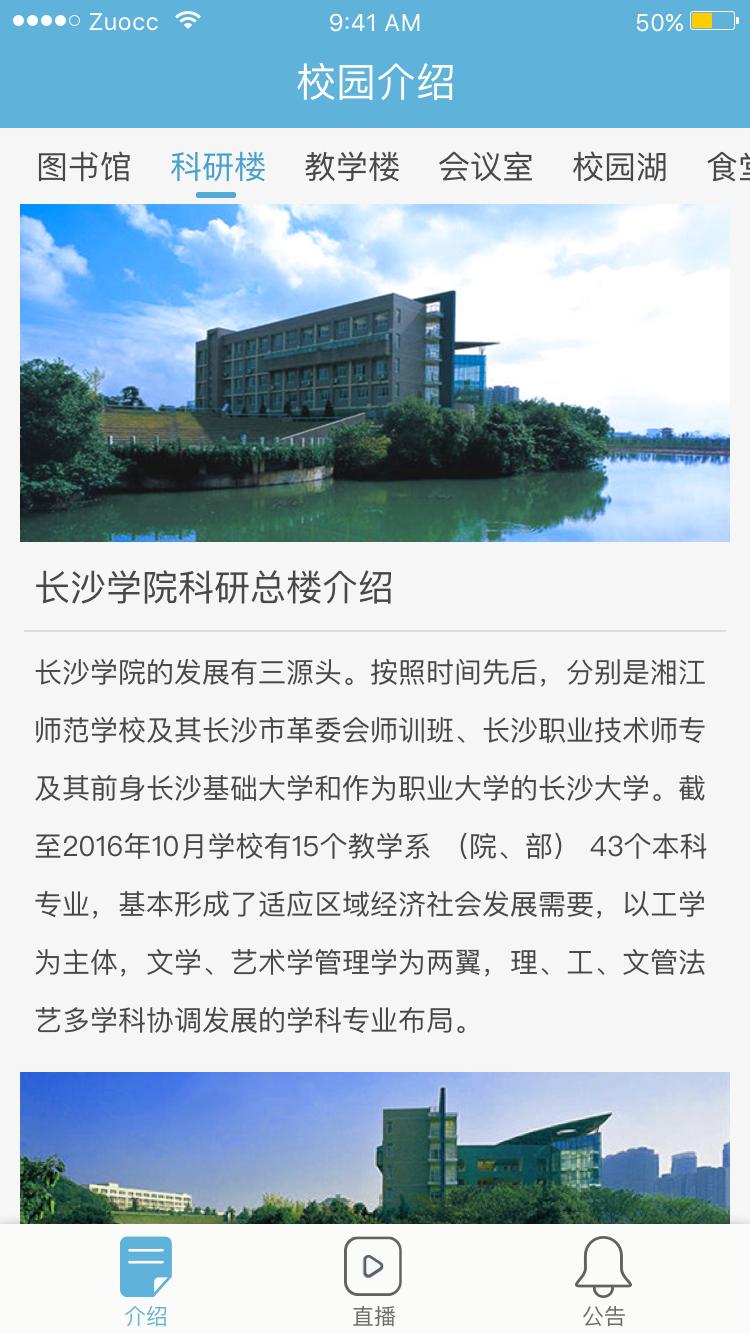 Zuocc 9:41 AM 50%
校园介绍
图书馆 科研楼 教学楼 会议室 校园湖 食堂
长沙学院科研总楼介绍
长沙学院的发展有三源头。按照时间先后，分别是湘江
师范学校及其长沙市革委会师训班、长沙职业技术师专
及其前身长沙基础大学和作为职业大学的长沙大学。截
至2016年10月学校有15个教学系 （院、部） 43个本科
专业，基本形成了适应区域经济社会发展需要，以工学
为主体，文学、艺术学管理学为两翼，理、工、文管法
艺多学科协调发展的学科专业布局。
介绍 直播 公告